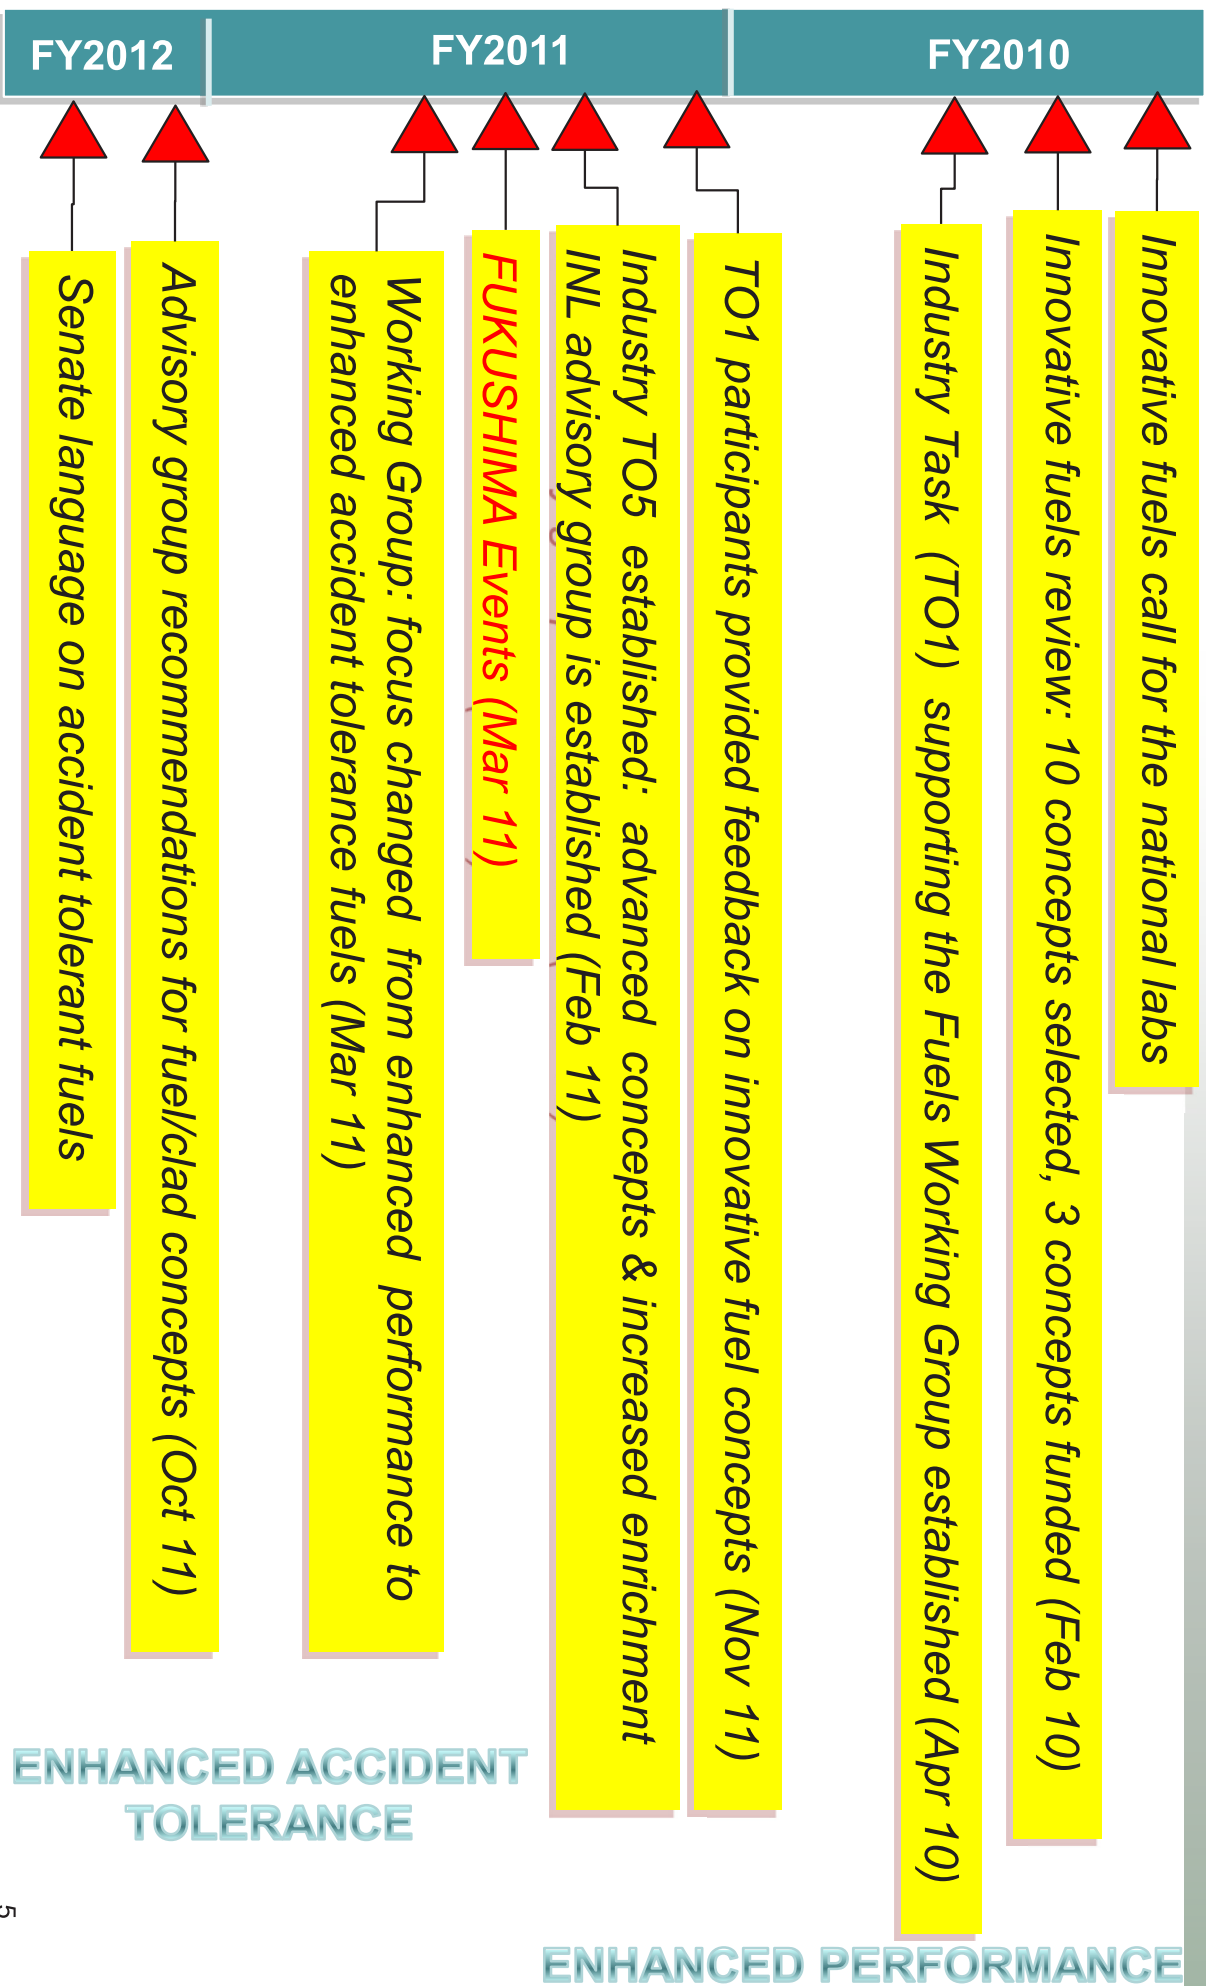 FY2010
Innovative fuels call for the national labs
Innovative fuels review: 10 concepts selected, 3 concepts funded (Feb 10)
Industry Task (TO1) supporting the Fuels Working Group established (Apr 10)
ENHANCED PERFORMANCE
FY2011
TO1 participants provided feedback on innovative fuel concepts (Nov 11)
Industry TO5 established: advanced concepts & increased enrichment
INL advisory group is established (Feb 11)
FUKUSHIMA Events (Mar 11)
Working Group: focus changed from enhanced performance to
enhanced accident tolerance fuels (Mar 11)
FY2012
Advisory group recommendations for fuel/clad concepts (Oct 11)
Senate language on accident tolerant fuels
ENHANCED ACCIDENT
TOLERANCE
5